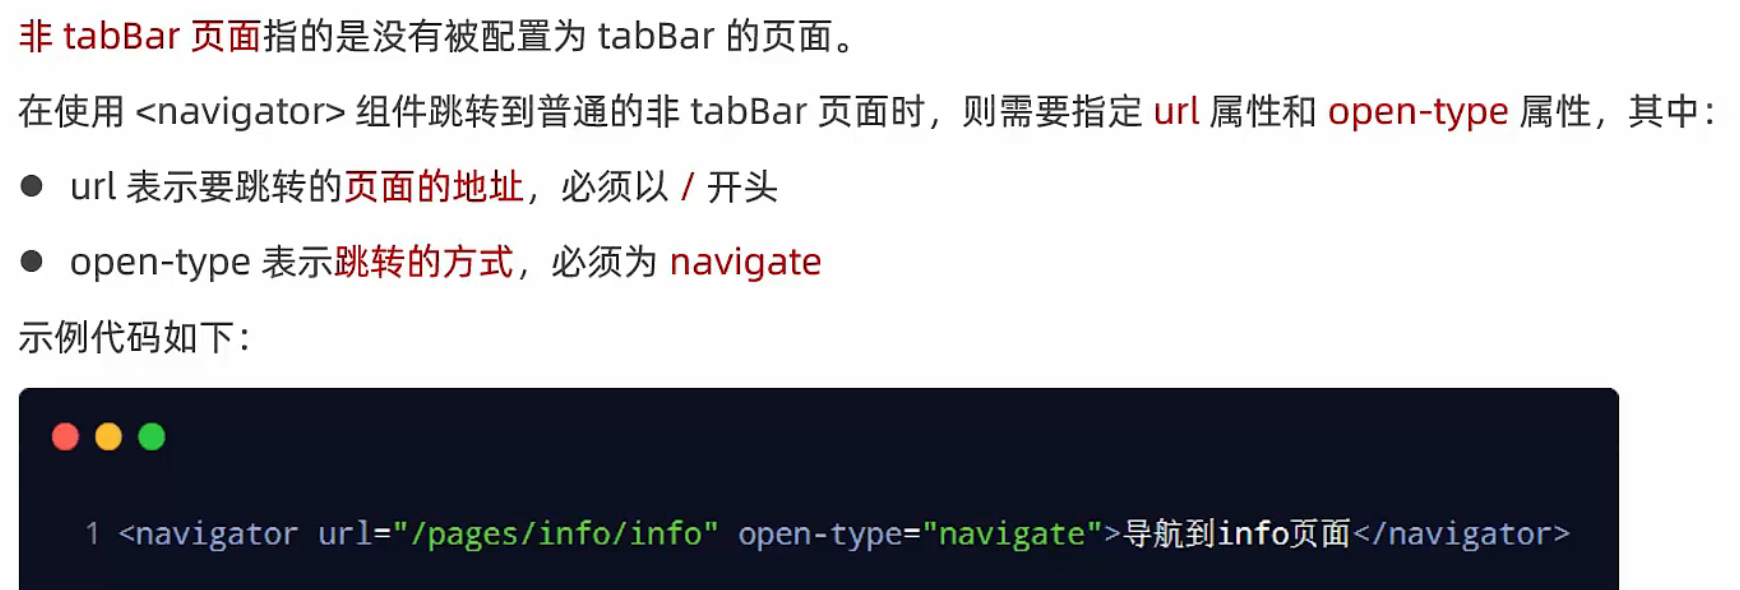 非 tabBar 页面指的是没有被配置为 tabBar 的页面。
在使用 <navigator> 组件跳转到普通的非 tabBar 页面时，则需要指定 url 属性和 open-type 属性，其中：
● url 表示要跳转的页面的地址，必须以 / 开头
● open-type 表示跳转的方式，必须为 navigate
示例代码如下：
1 <navigator url="/pages/info/info" open-type="navigate">导航到info页面</navigator>